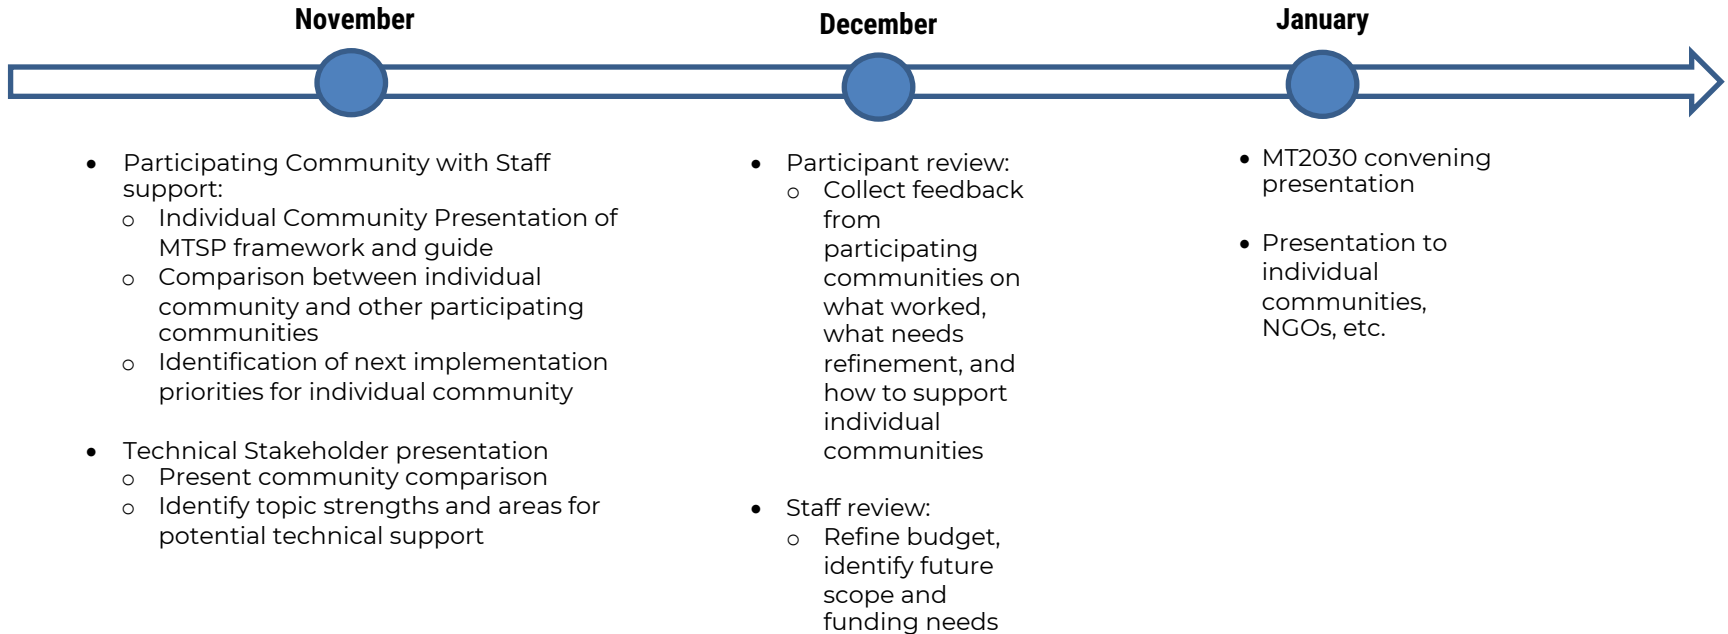 November
December
January
• Participating Community with Staff
support:
o Individual Community Presentation of
MTSP framework and guide
o Comparison between individual
community and other participating
communities
o Identification of next implementation
priorities for individual community
• Technical Stakeholder presentation
o Present community comparison
o Identify topic strengths and areas for
potential technical support
• Participant review:
o Collect feedback
from
participating
communities on
what worked,
what needs
refinement, and
how to support
individual
communities
• Staff review:
o Refine budget,
identify future
scope and
funding needs
• MT2030 convening
presentation
• Presentation to
individual
communities,
NGOs, etc.